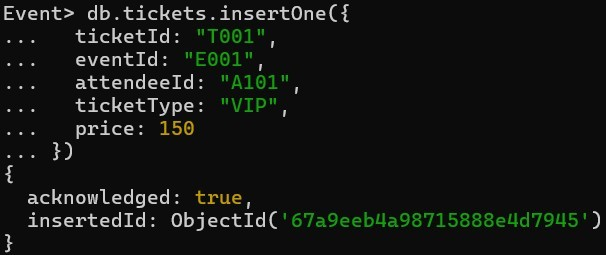 Event> db.tickets.insertOne({
...   ticketId: "T001",
...   eventId: "E001",
...   attendeeId: "A101",
...   ticketType: "VIP",
...   price: 150
... })
{
  acknowledged: true,
  insertedId: ObjectId('67a9eeb4a98715888e4d7945')
}